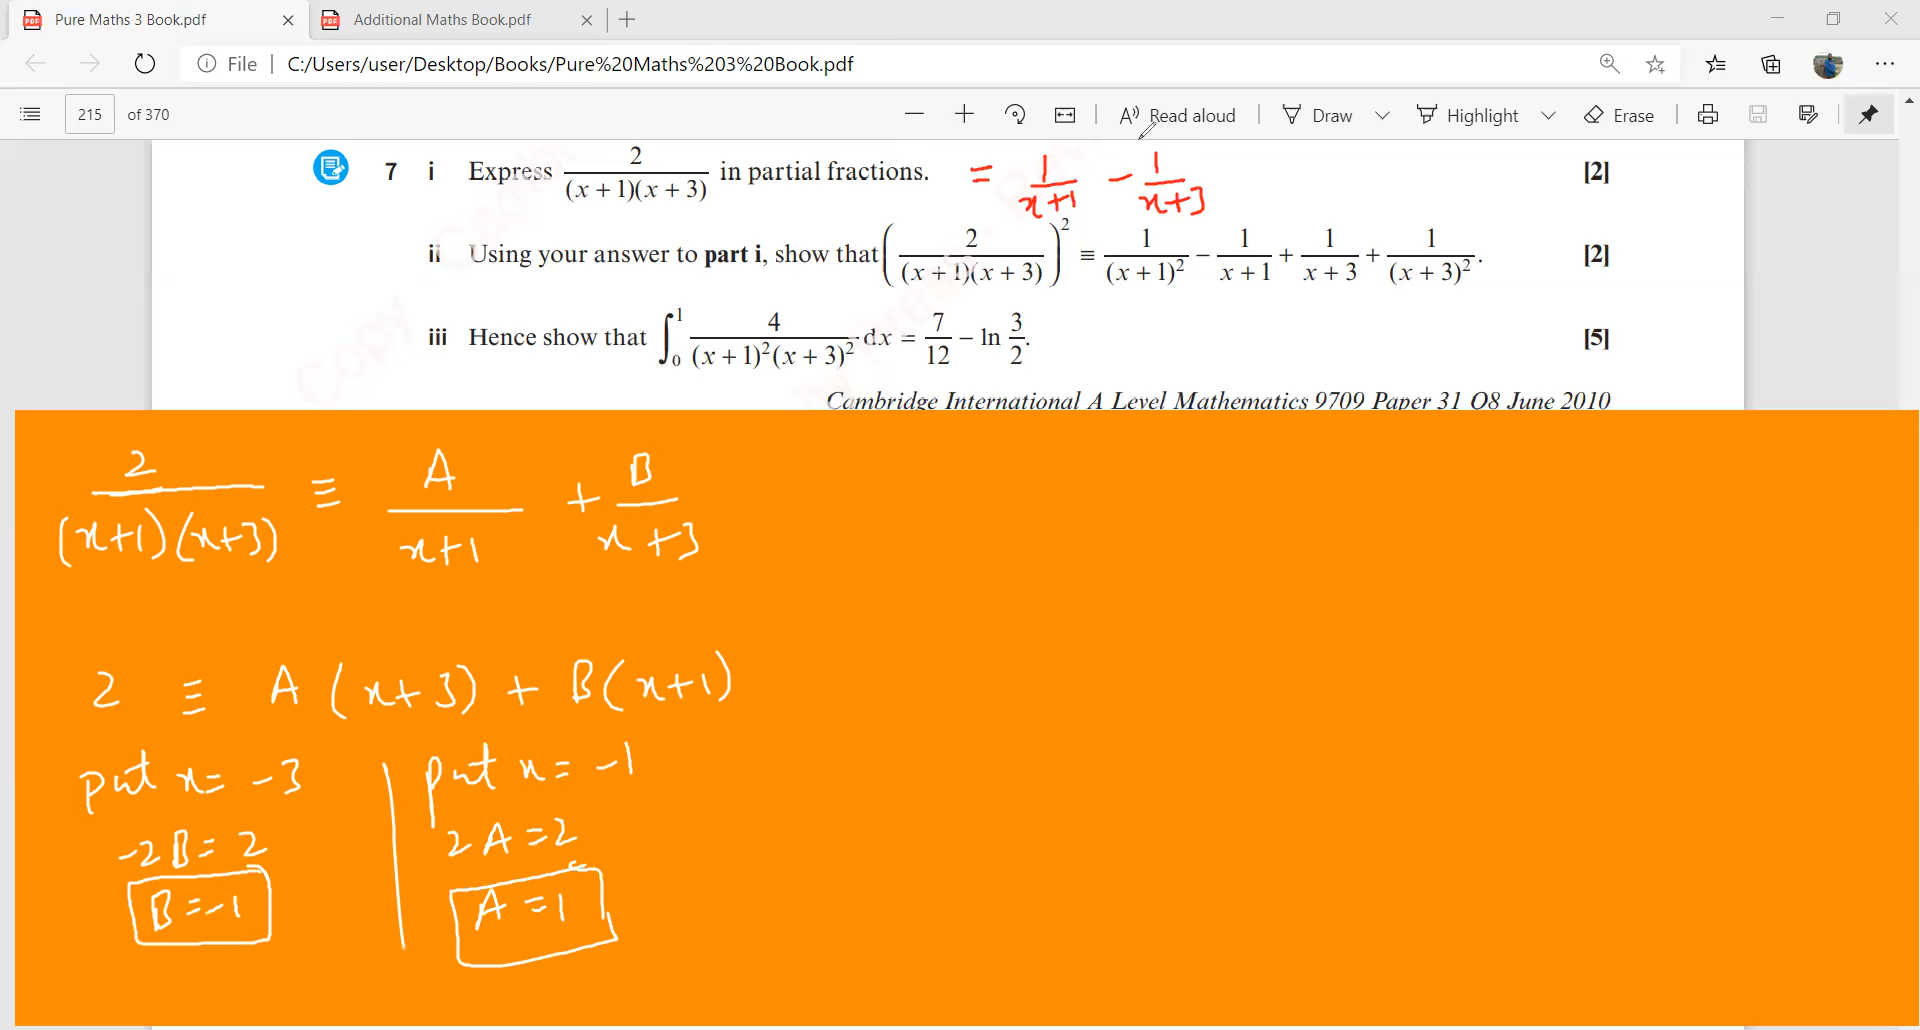 Pure Maths 3 Book.pdf Additional Maths Book.pdf
File C:/Users/user/Desktop/Books/Pure%20Maths%203%20Book.pdf
215 of 370 Read aloud Draw Highlight Erase
7 i Express 2/((x + 1)(x + 3)) in partial fractions. = 1/(x+1) - 1/(x+3) [2]
ii Using your answer to part i, show that (2/((x + 1)(x + 3)))² ≡ 1/(x + 1)² − 1/(x + 1) + 1/(x + 3) + 1/(x + 3)². [2]
iii Hence show that ∫₀¹ 4/((x + 1)²(x + 3)²) dx = 7/12 − ln 3/2. [5]
Cambridge International A Level Mathematics 9709 Paper 31 Q8 June 2010
2/((x+1)(x+3)) ≡ A/(x+1) + B/(x+3)
2 ≡ A(x+3) + B(x+1)
put x = -3
-2B = 2
B = -1
put x = -1
2A = 2
A = 1